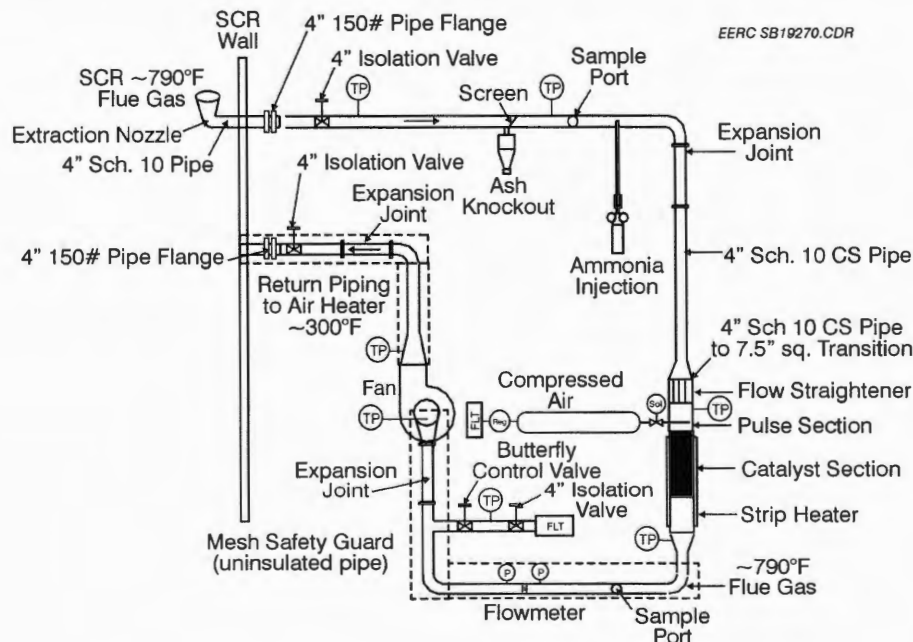 SCR
Wall
4" 150# Pipe Flange
4" Isolation Valve
EERC SB19270.CDR
SCR ~790°F
Flue Gas
TP
Screen
TP
Sample
Port
Extraction Nozzle
4" Sch. 10 Pipe
4" Isolation Valve
Expansion
Joint
Ash
Knockout
Expansion
Joint
4" 150# Pipe Flange
Ammonia
Injection
4" Sch. 10 CS Pipe
Return Piping
to Air Heater
~300°F
TP
4" Sch 10 CS Pipe
to 7.5" sq. Transition
Fan
Compressed
Air
Flow Straightener
TP
FLT
Reg
Sol
TP
Pulse Section
Expansion
Joint
Butterfly
Control Valve
4" Isolation
Valve
TP
FLT
Catalyst Section
Strip Heater
Mesh Safety Guard
(uninsulated pipe)
TP
P
P
~790°F
Flue Gas
Flowmeter
Sample
Port